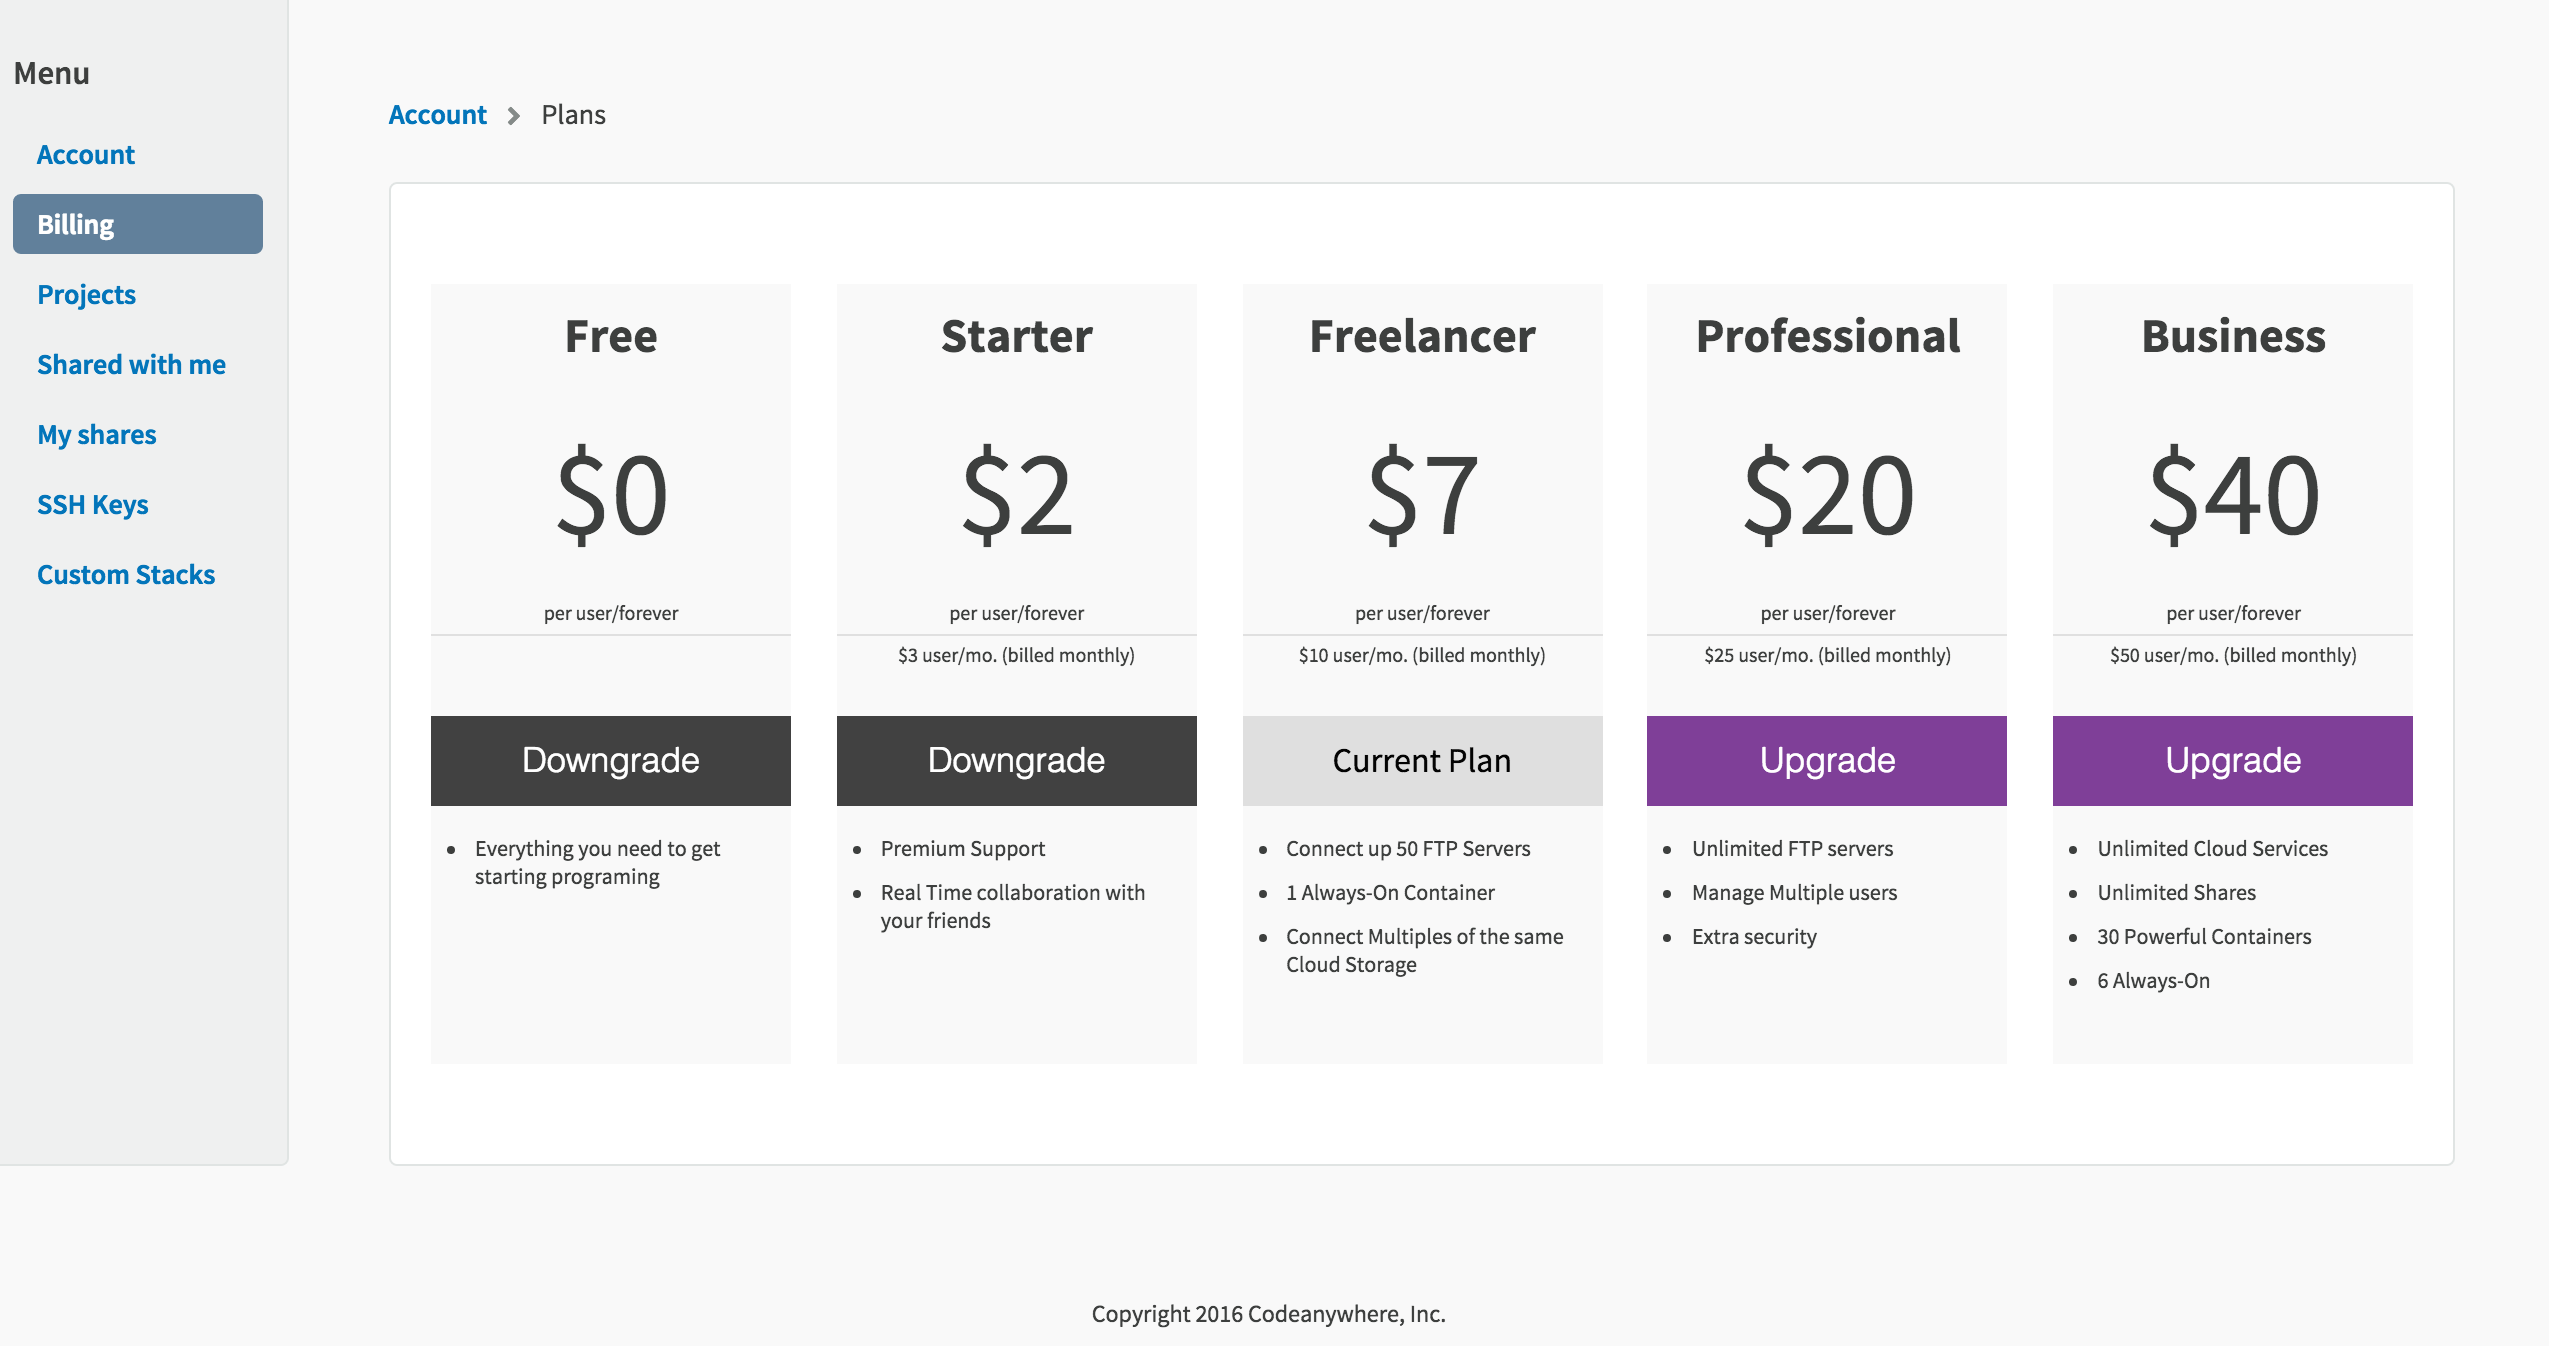 Menu
Account
Billing
Projects
Shared with me
My shares
SSH Keys
Custom Stacks
Account > Plans
Free
$0
per user/forever
Downgrade
• Everything you need to get
starting programing
Starter
$2
per user/forever
$3 user/mo. (billed monthly)
Downgrade
• Premium Support
• Real Time collaboration with
your friends
Freelancer
$7
per user/forever
$10 user/mo. (billed monthly)
Current Plan
• Connect up 50 FTP Servers
• 1 Always-On Container
• Connect Multiples of the same
Cloud Storage
Professional
$20
per user/forever
$25 user/mo. (billed monthly)
Upgrade
• Unlimited FTP servers
• Manage Multiple users
• Extra security
Business
$40
per user/forever
$50 user/mo. (billed monthly)
Upgrade
• Unlimited Cloud Services
• Unlimited Shares
• 30 Powerful Containers
• 6 Always-On
Copyright 2016 Codeanywhere, Inc.